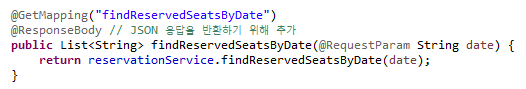 @GetMapping("findReservedSeatsByDate")
@ResponseBody // JSON 응답을 반환하기 위해 추가
public List<String> findReservedSeatsByDate(@RequestParam String date) {
    return reservationService.findReservedSeatsByDate(date);
}